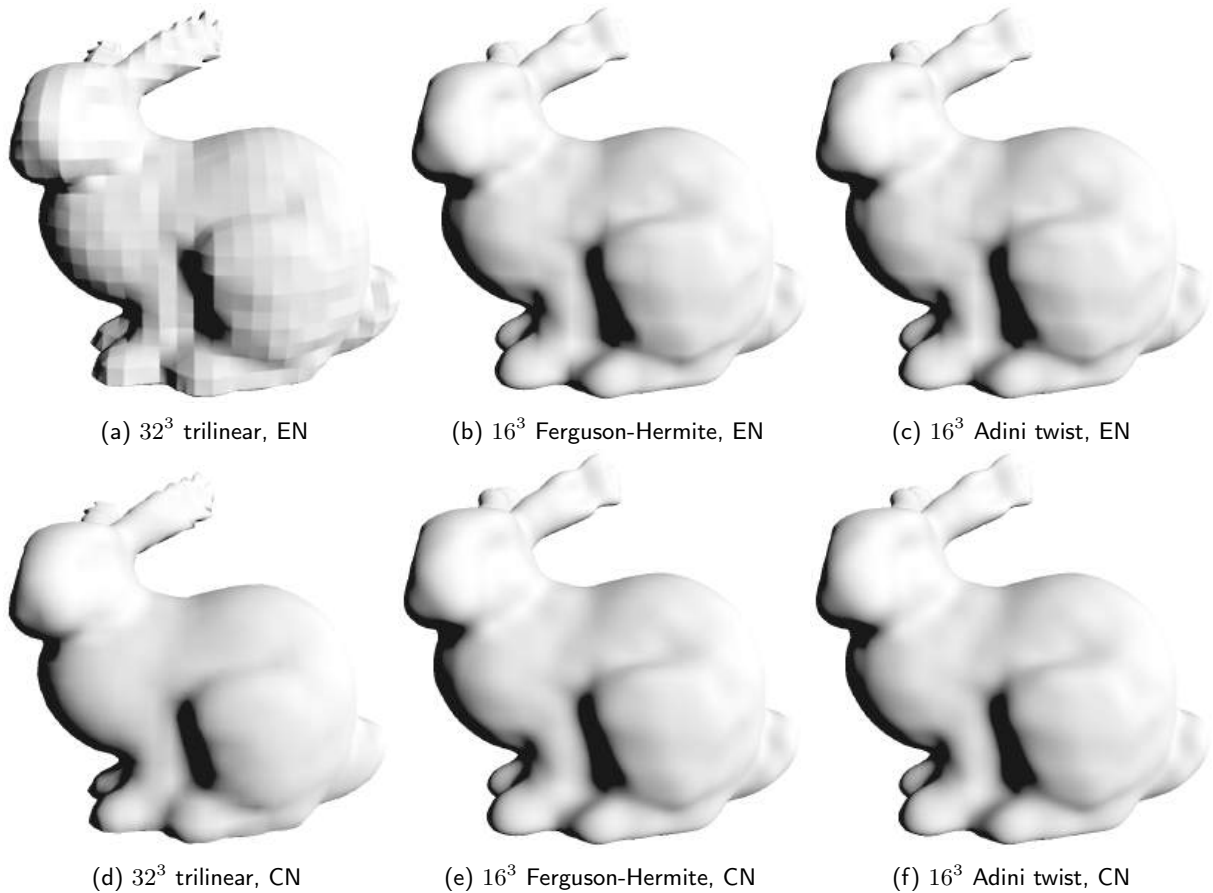 (a) 32³ trilinear, EN
(b) 16³ Ferguson-Hermite, EN
(c) 16³ Adini twist, EN
(d) 32³ trilinear, CN
(e) 16³ Ferguson-Hermite, CN
(f) 16³ Adini twist, CN